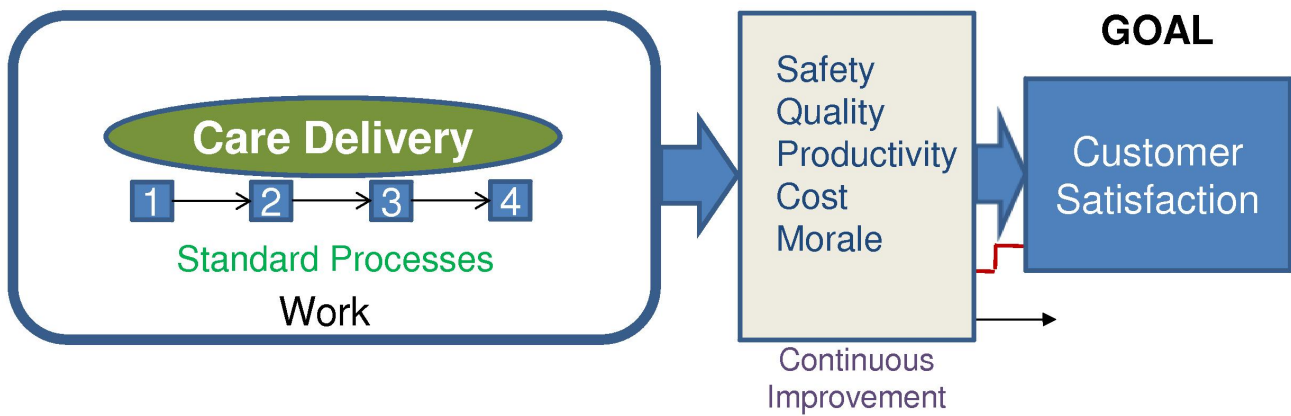 Care Delivery
1 2 3 4
Standard Processes
Work
Safety
Quality
Productivity
Cost
Morale
Continuous
Improvement
GOAL
Customer
Satisfaction